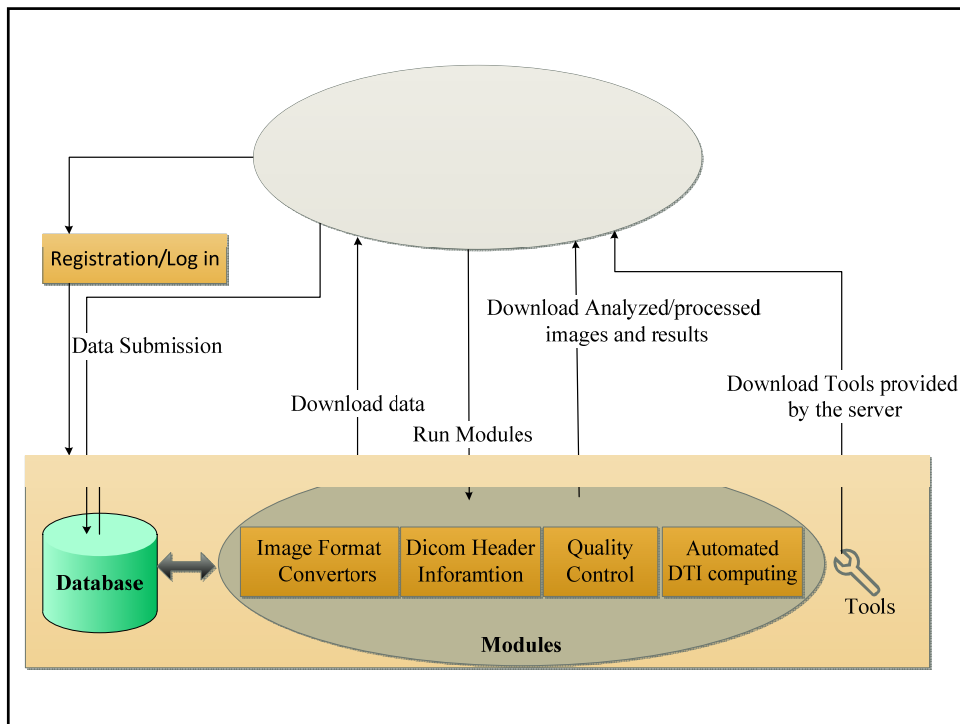 Registration/Log in
Data Submission
Download data
Run Modules
Download Analyzed/processed
images and results
Download Tools provided
by the server
Database
Image Format
Convertors
Dicom Header
Inforamtion
Quality
Control
Automated
DTI computing
Modules
Tools